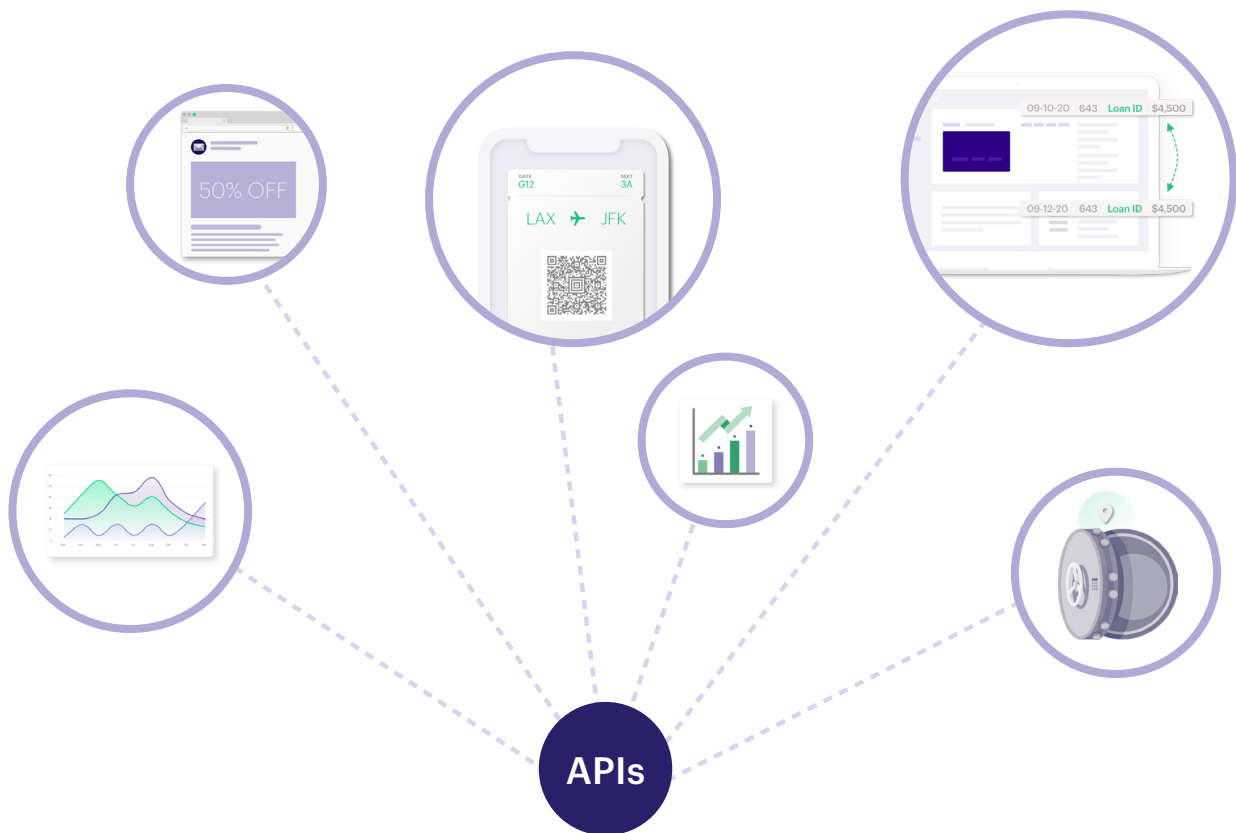 50% OFF
GATE
G12
SEAT
3A
LAX JFK
09-10-20 643 Loan ID $4,500
09-12-20 643 Loan ID $4,500
APIs